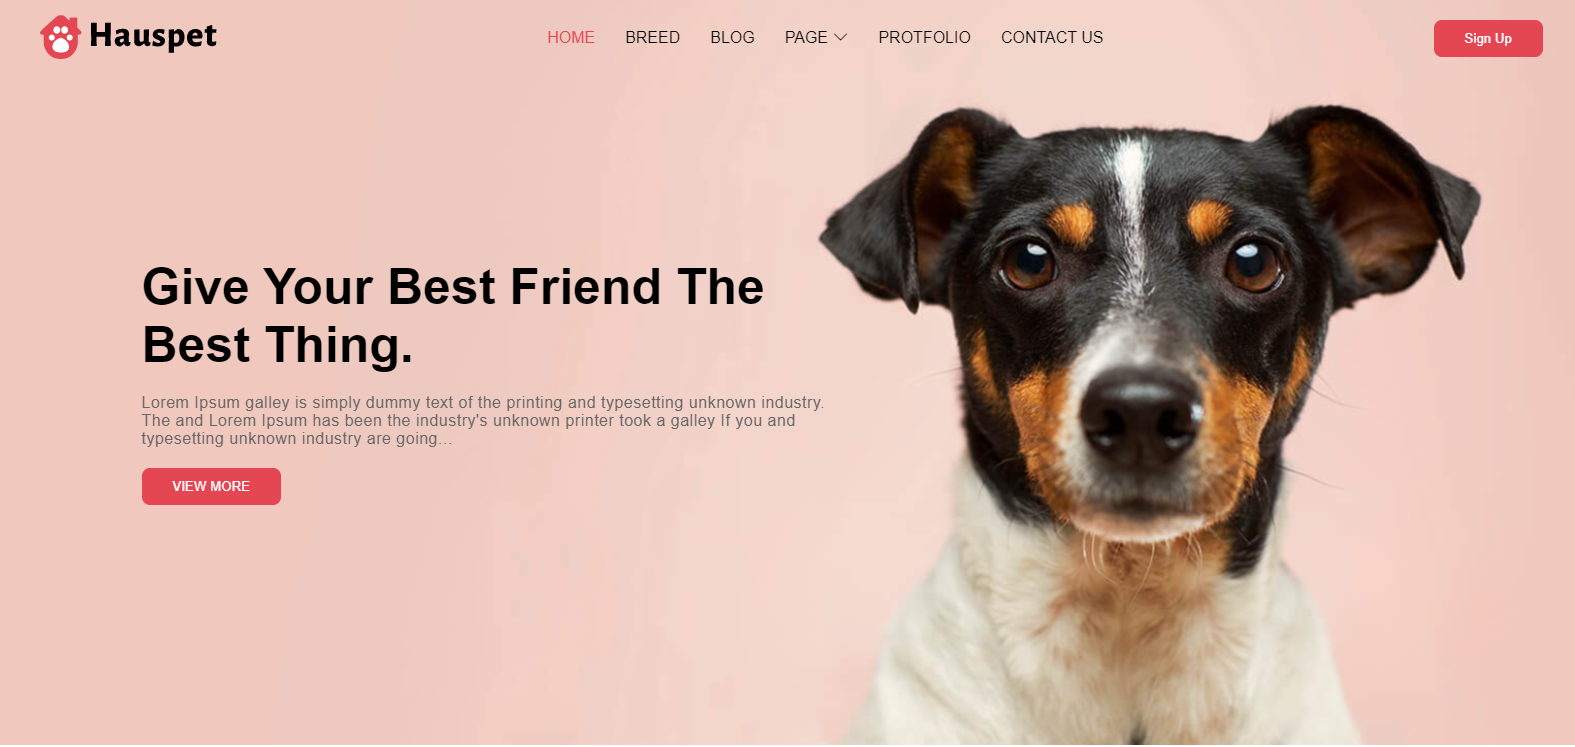 Hauspet
HOME BREED BLOG PAGE PROTFOLIO CONTACT US
Sign Up
Give Your Best Friend The
Best Thing.
Lorem Ipsum galley is simply dummy text of the printing and typesetting unknown industry.
The and Lorem Ipsum has been the industry's unknown printer took a galley If you and
typesetting unknown industry are going...
VIEW MORE